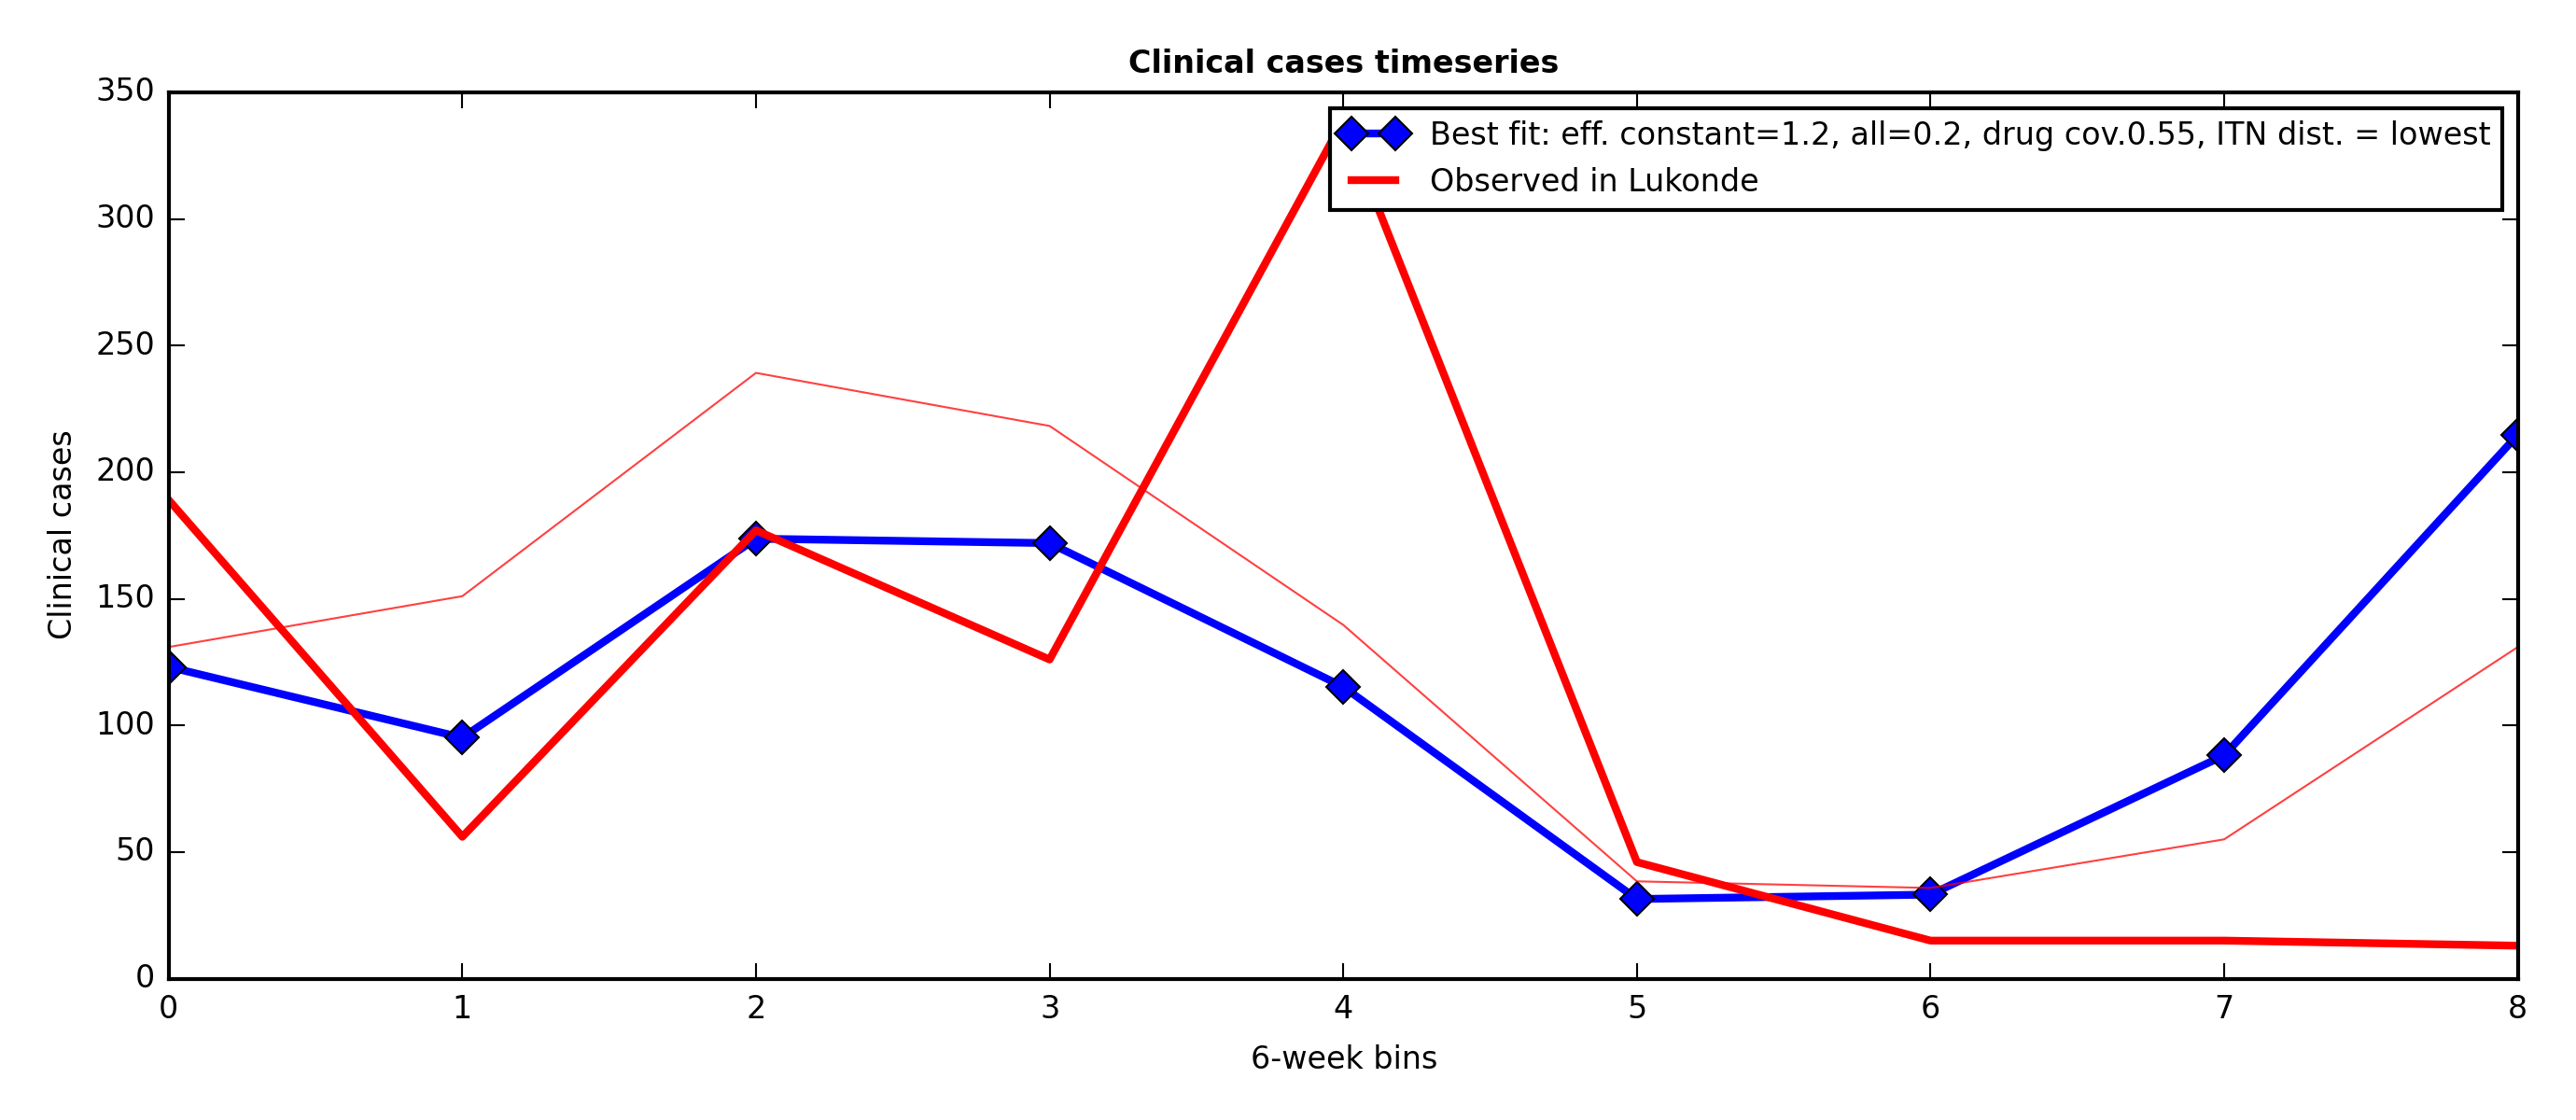 Clinical cases timeseries
350
300
250
200
150
100
50
0
Clinical cases
Best fit: eff. constant=1.2, all=0.2, drug cov.0.55, ITN dist. = lowest
Observed in Lukonde
0 1 2 3 4 5 6 7 8
6-week bins